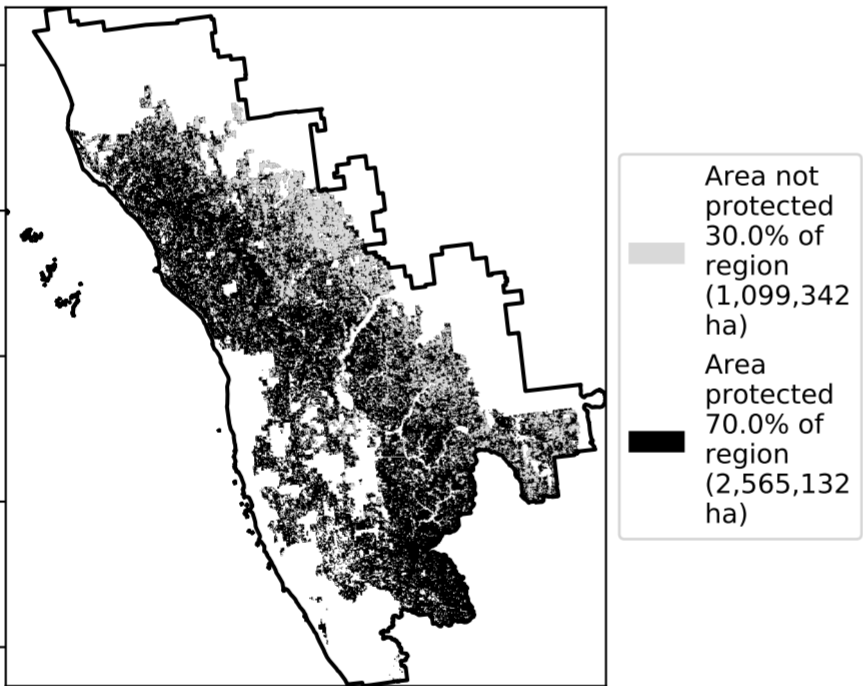 Area not
protected
30.0% of
region
(1,099,342
ha)
Area
protected
70.0% of
region
(2,565,132
ha)